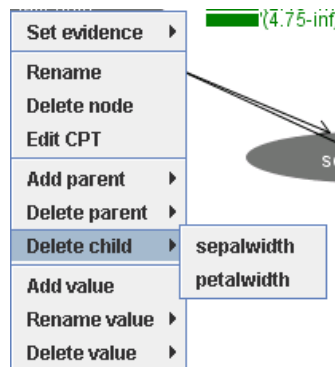 '(4.75-inf
Set evidence
Rename
Delete node
Edit CPT
Add parent
Delete parent
Delete child
sepalwidth
petalwidth
Add value
Rename value
Delete value